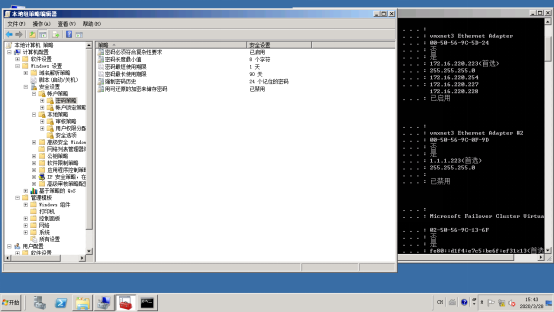 本地组策略编辑器
文件(F) 操作(A) 查看(V) 帮助(H)
本地计算机 策略
计算机配置
软件设置
Windows 设置
域名解析策略
脚本(启动/关机)
安全设置
帐户策略
密码策略
帐户锁定策略
本地策略
审核策略
用户权限分配
安全选项
高级安全 Windows
网络列表管理器
公钥策略
软件限制策略
应用程序控制策略
IP 安全策略，在
高级审核策略配置
基于策略的 QoS
管理模板
Windows 组件
打印机
控制面板
网络
系统
所有设置
用户配置
软件设置
策略 安全设置
密码必须符合复杂性要求 已启用
密码长度最小值 8 个字符
密码最短使用期限 1 天
密码最长使用期限 90 天
强制密码历史 24 个记住的密码
用可还原的加密来储存密码 已禁用
. . . . :
. . . . : vmxnet3 Ethernet Adapter
. . . . : 00-50-56-9C-5D-24
. . . . : 否
. . . . : 是
. . . . : 172.16.220.223(首选)
. . . . : 255.255.255.0
. . . . : 172.16.220.254
. . . . : 172.16.220.227
172.16.220.228
. . . . : 已启用
. . . . :
. . . . : vmxnet3 Ethernet Adapter #2
. . . . : 00-50-56-9C-0F-9D
. . . . : 否
. . . . : 是
. . . . : 1.1.1.223(首选)
. . . . : 255.255.255.0
. . . . :
. . . . : 已禁用
. . . . :
. . . . : Microsoft Failover Cluster Virtua
. . . . : 02-50-56-9C-13-6F
. . . . : 否
. . . . : 是
. . . . : fe80::d1f4:e7c5:be6f:ef31%13(首选
开始
CH
15:43
2020/3/20